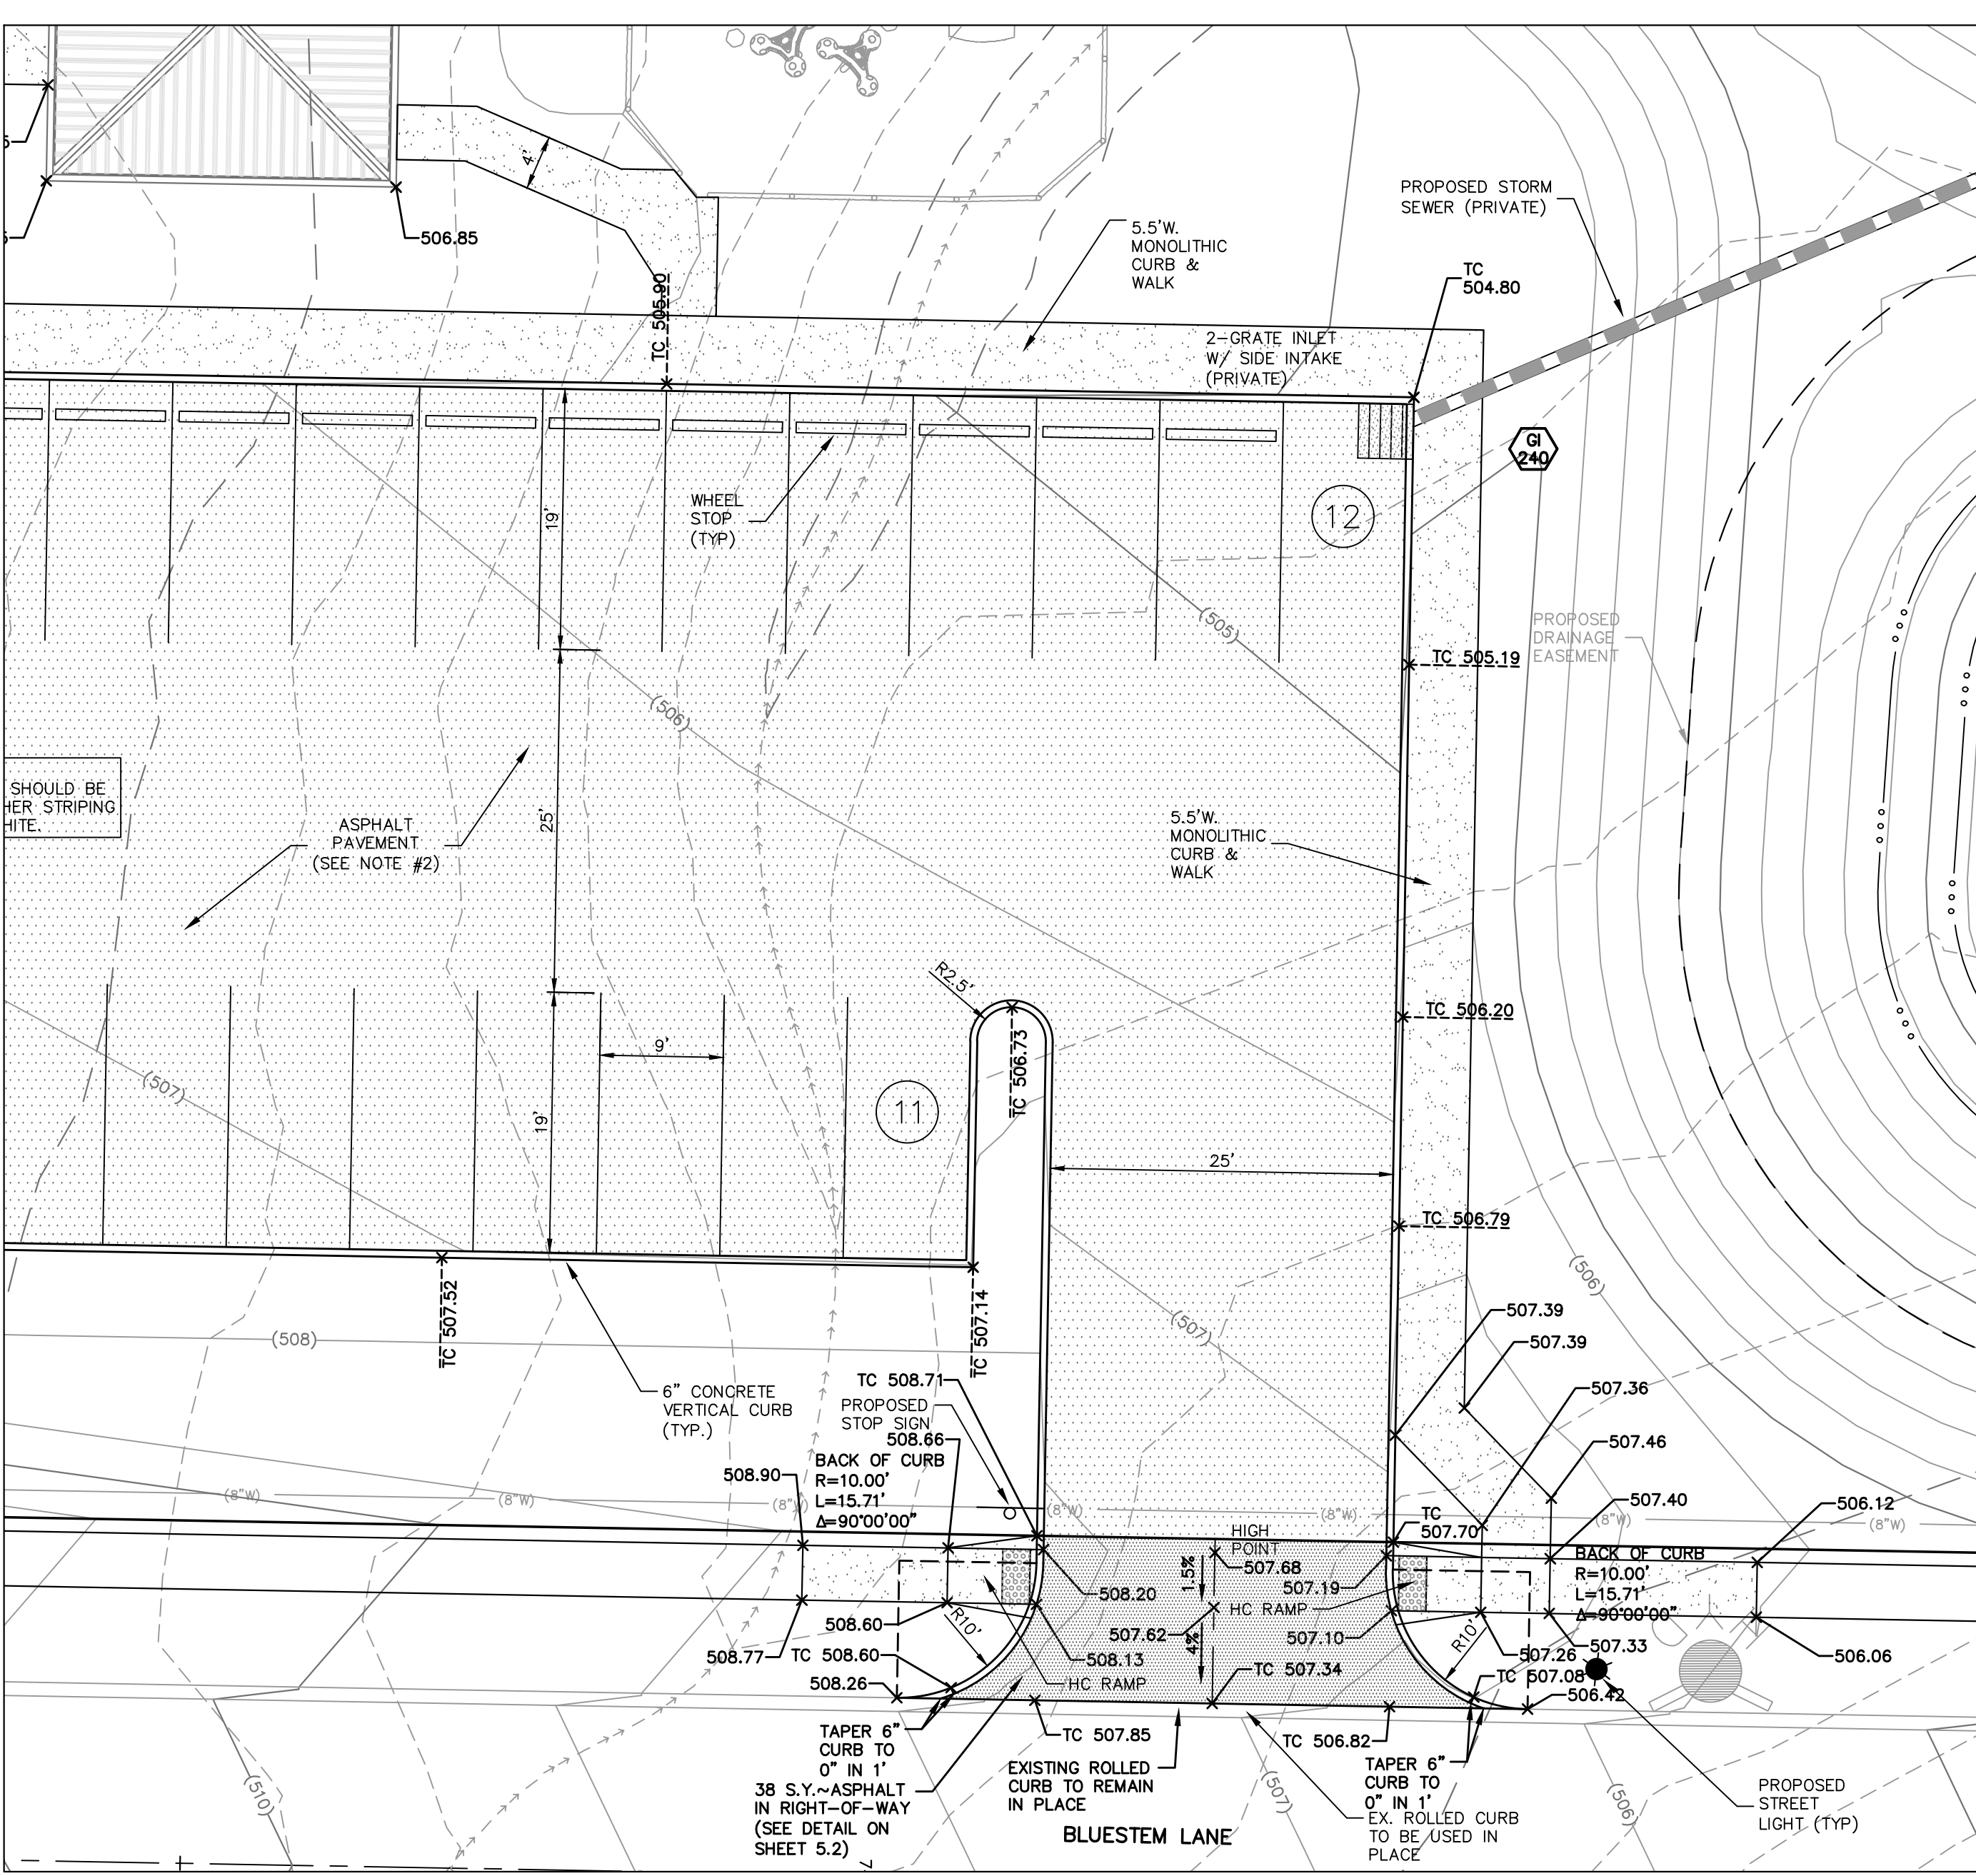 4'
PROPOSED STORM
SEWER (PRIVATE)
506.85
5.5'W.
MONOLITHIC
CURB &
WALK
TC
504.80
TC 505.90
2-GRATE INLET
W/ SIDE INTAKE
(PRIVATE)
GI
240
WHEEL
STOP
(TYP)
19'
12
(505)
PROPOSED
DRAINAGE
EASEMENT
TC 505.19
(506)
SHOULD BE
HER STRIPING
HITE.
25'
ASPHALT
PAVEMENT
(SEE NOTE #2)
5.5'W.
MONOLITHIC
CURB &
WALK
R2.5'
TC 506.20
9'
TC 506.73
(507)
19'
11
25'
TC 506.79
(506)
TC 507.52
TC 507.14
(508)
(507)
507.39
507.39
TC 508.71
6" CONCRETE
VERTICAL CURB
(TYP.)
PROPOSED
STOP SIGN
507.36
508.66
507.46
BACK OF CURB
R=10.00'
L=15.71'
Δ=90°00'00"
508.90
(8"W)
(8"W)
(8"W)
(8"W)
(8"W)
(8"W)
(8"W)
507.40
506.12
TC
507.70
HIGH
POINT
507.68
BACK OF CURB
R=10.00'
L=15.71'
Δ=90°00'00"
1.5%
508.20
507.19
HC RAMP
508.60
R10'
507.62
4%
507.10
R10'
507.33
507.26
506.06
508.77
TC 508.60
508.13
TC 507.34
TC 507.08
508.26
HC RAMP
506.42
TAPER 6"
CURB TO
0" IN 1'
TC 507.85
TC 506.82
TAPER 6"
CURB TO
0" IN 1'
38 S.Y.~ASPHALT
IN RIGHT-OF-WAY
(SEE DETAIL ON
SHEET 5.2)
EXISTING ROLLED
CURB TO REMAIN
IN PLACE
EX. ROLLED CURB
TO BE USED IN
PLACE
PROPOSED
STREET
LIGHT (TYP)
(510)
(507)
(506)
BLUESTEM LANE
7